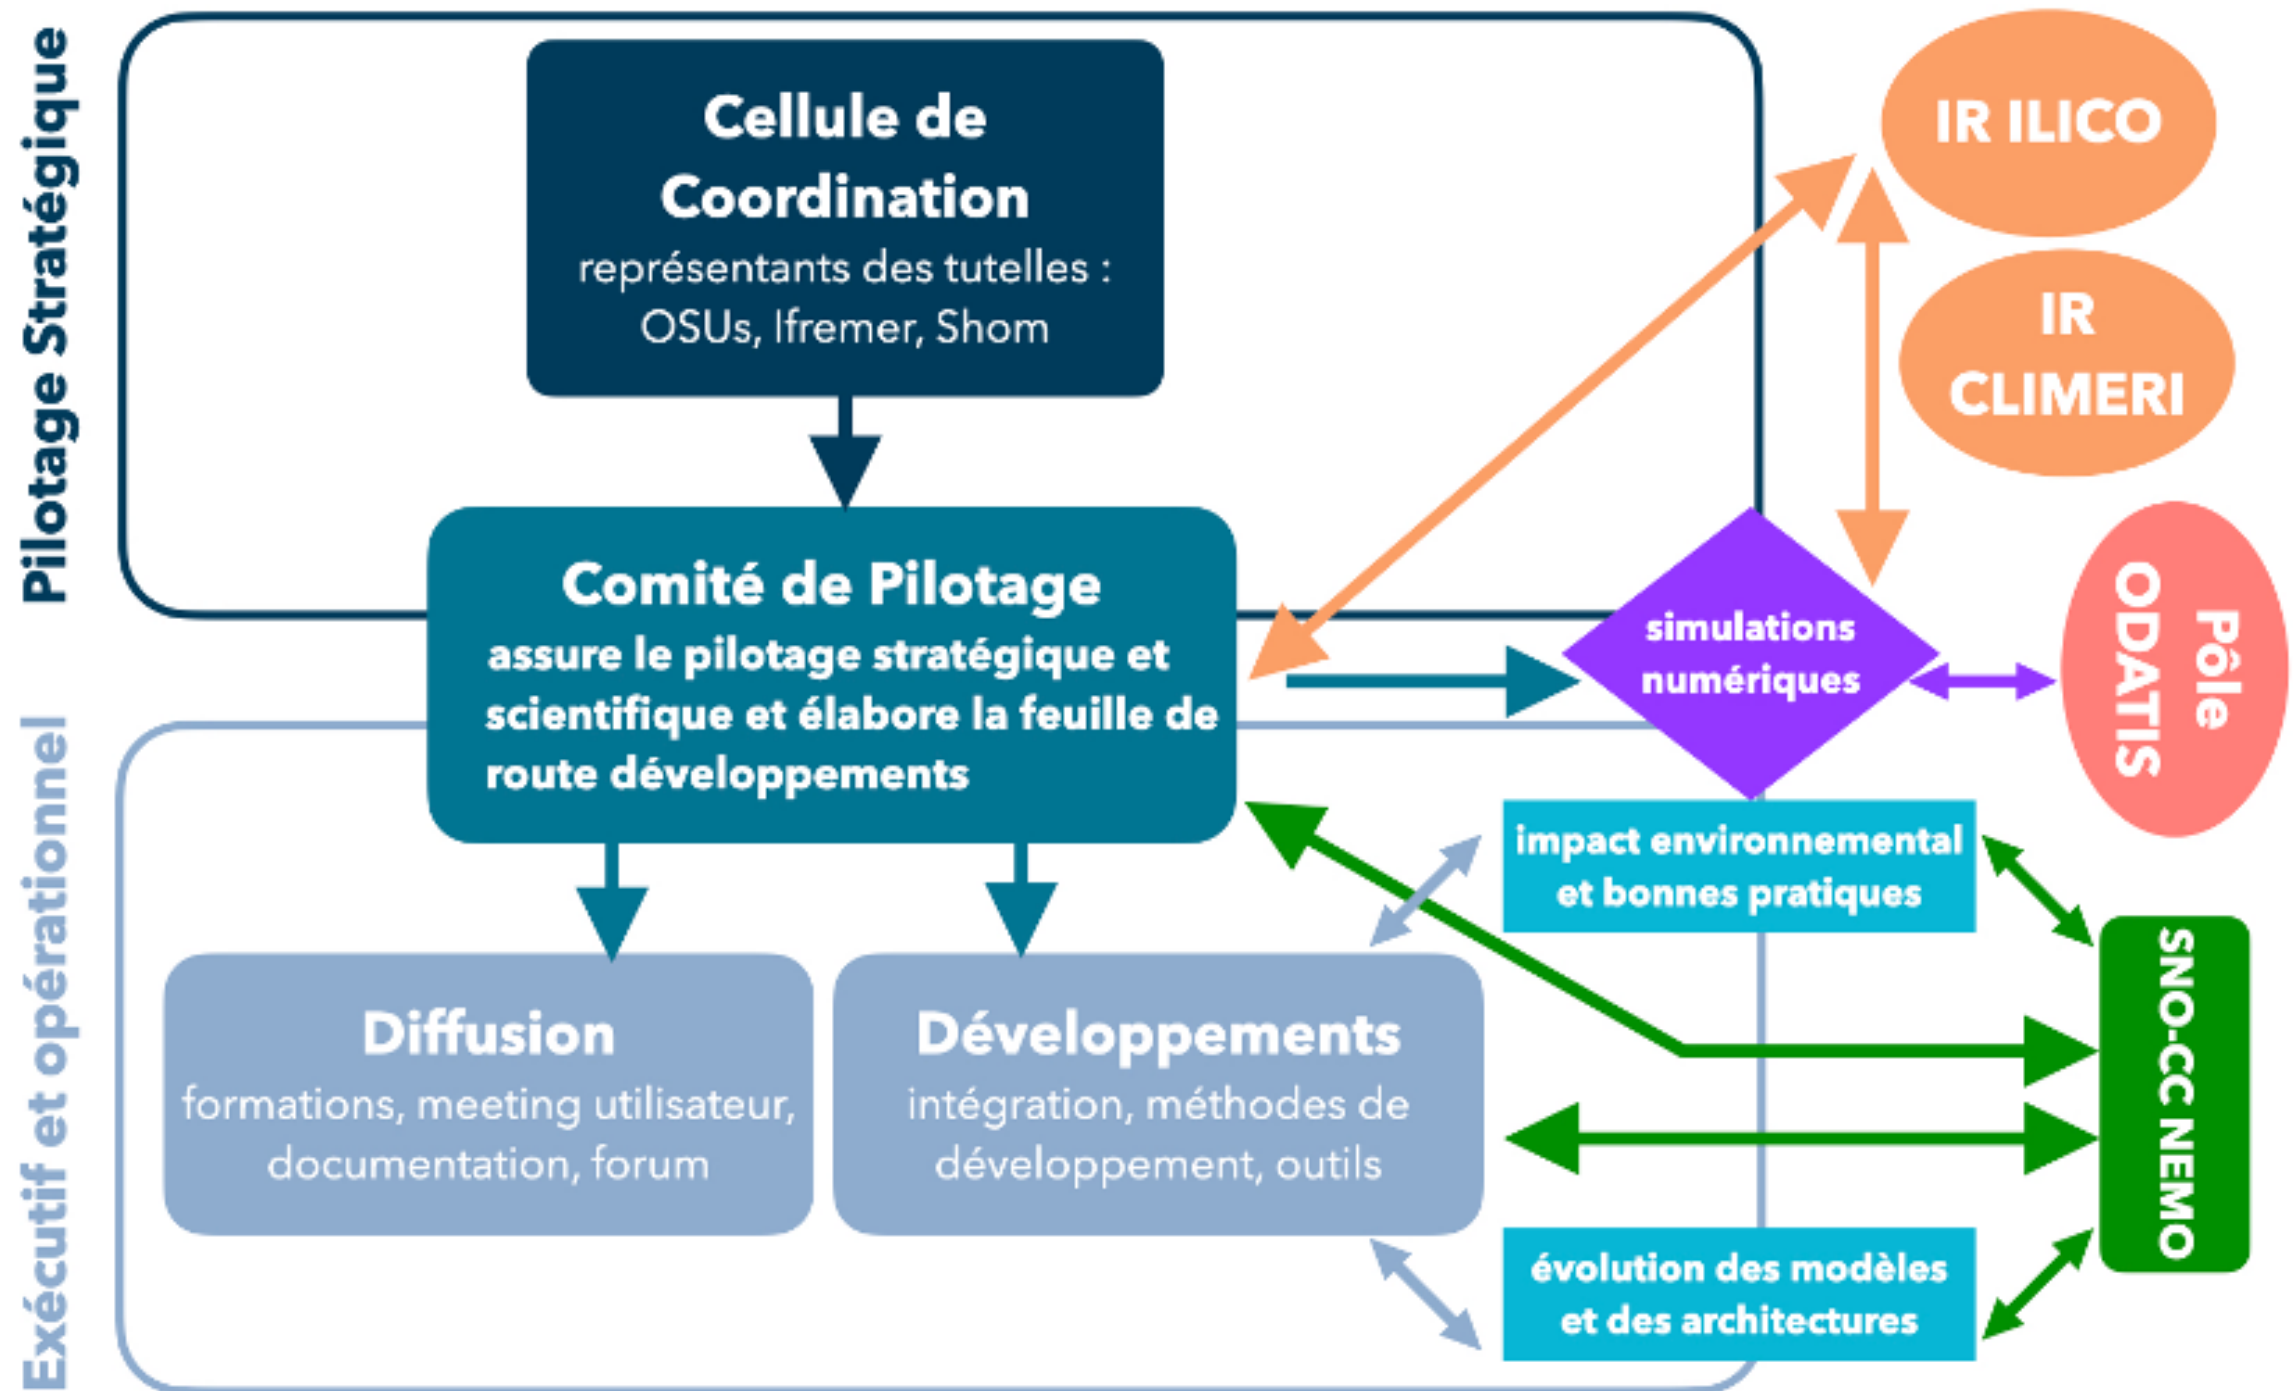 Pilotage Stratégique
Cellule de
Coordination
représentants des tutelles :
OSUs, Ifremer, Shom
IR ILICO
IR
CLIMERI
Comité de Pilotage
assure le pilotage stratégique et
scientifique et élabore la feuille de
route développements
simulations
numériques
Pôle
ODATIS
Exécutif et opérationnel
impact environnemental
et bonnes pratiques
Diffusion
formations, meeting utilisateur,
documentation, forum
Développements
intégration, méthodes de
développement, outils
SNO-CC NEMO
évolution des modèles
et des architectures